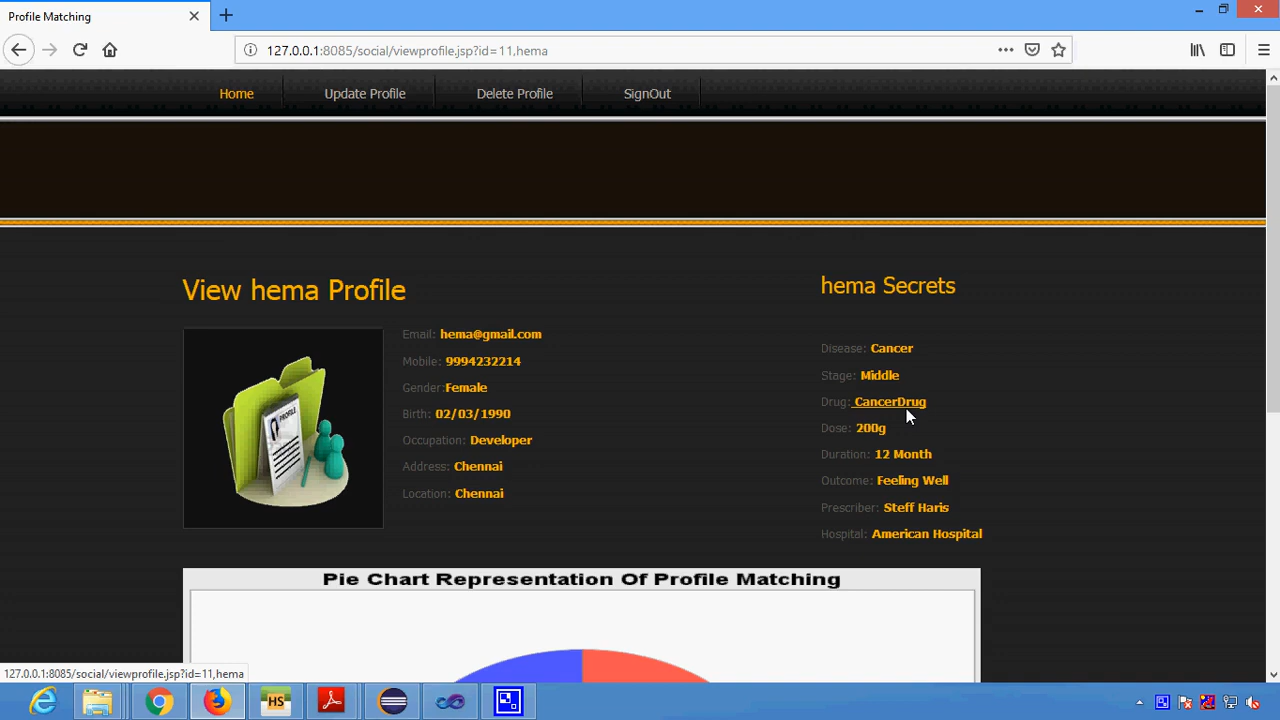 Profile Matching
127.0.0.1:8085/social/viewprofile.jsp?id=11,hema
Home Update Profile Delete Profile SignOut
View hema Profile
Email: hema@gmail.com
Mobile: 9994232214
Gender:Female
Birth: 02/03/1990
Occupation: Developer
Address: Chennai
Location: Chennai
hema Secrets
Disease: Cancer
Stage: Middle
Drug: CancerDrug
Dose: 200g
Duration: 12 Month
Outcome: Feeling Well
Prescriber: Steff Haris
Hospital: American Hospital
Pie Chart Representation Of Profile Matching
127.0.0.1:8085/social/viewprofile.jsp?id=11,hema
HS